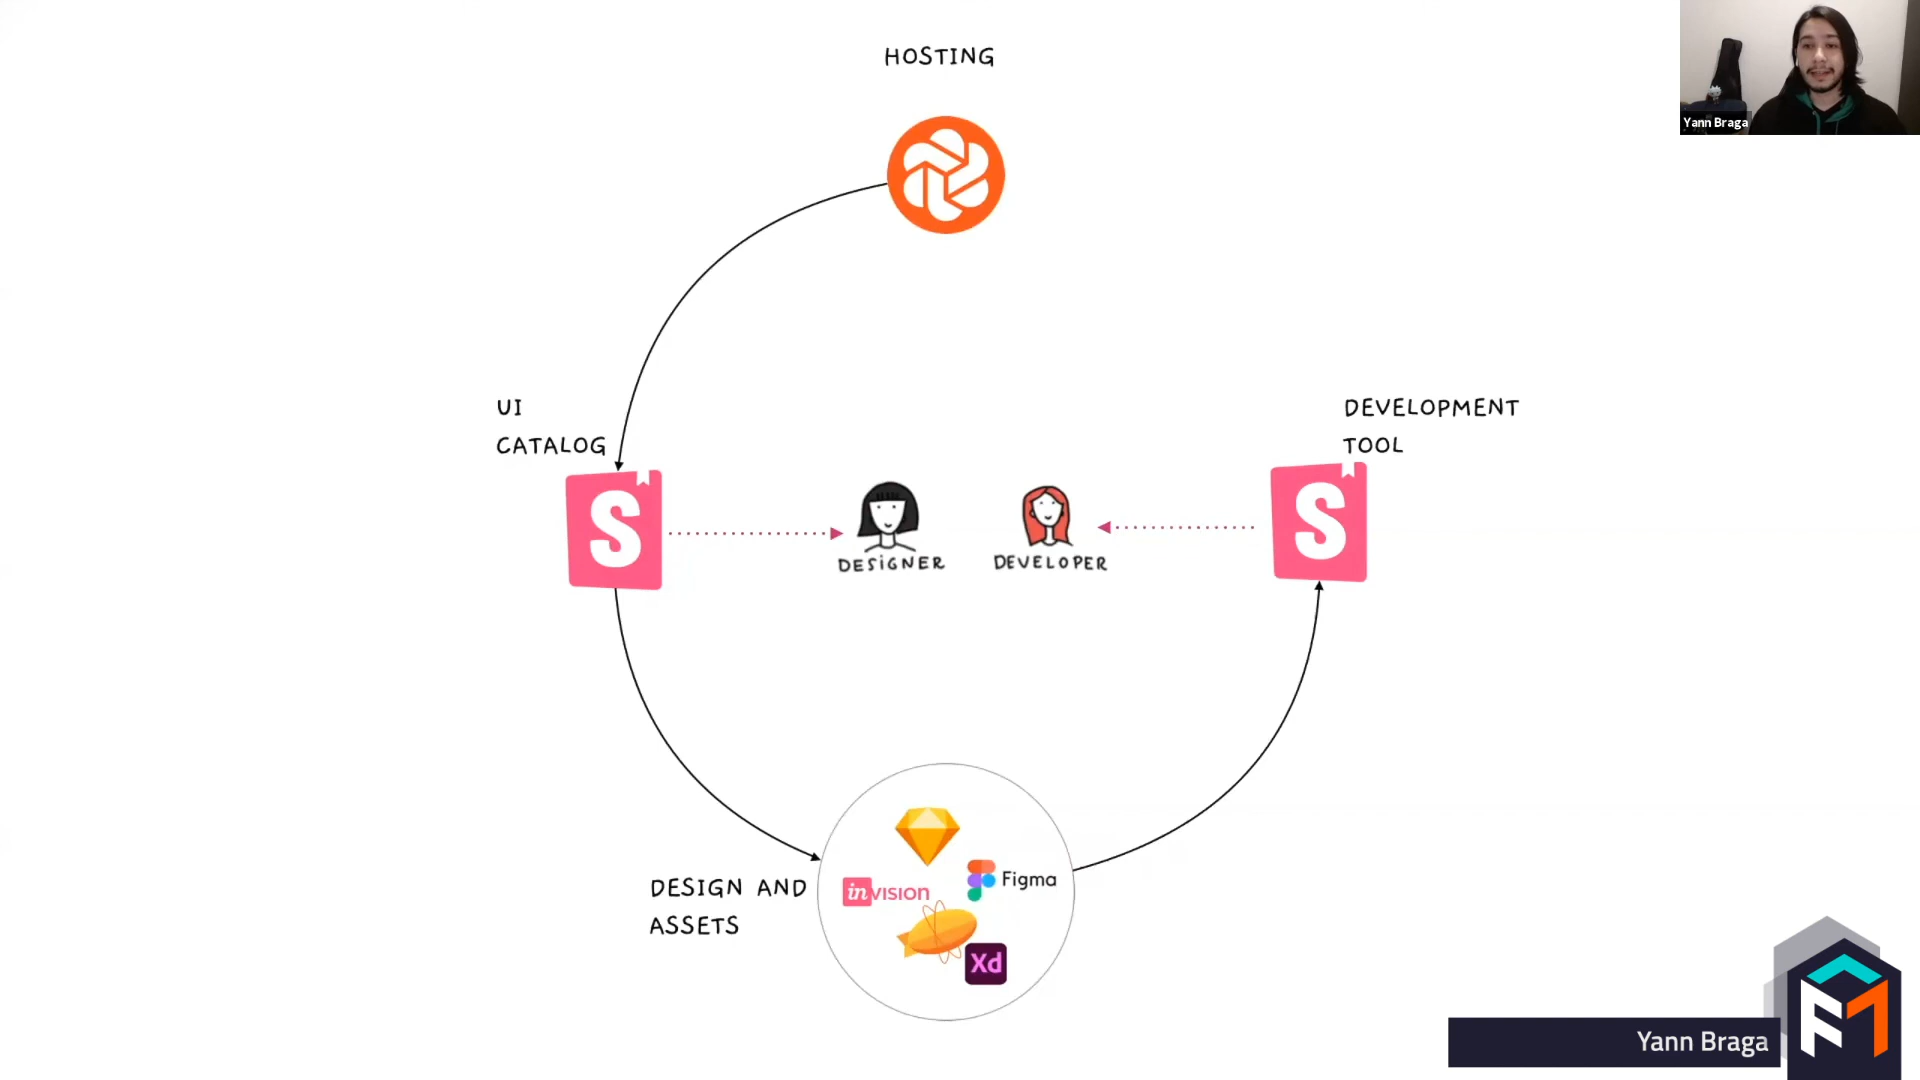 HOSTING
Yann Braga
UI
CATALOG
DEVELOPMENT
TOOL
S
S
DESIGNER
DEVELOPER
DESIGN AND
ASSETS
inVISION
Figma
Xd
Yann Braga